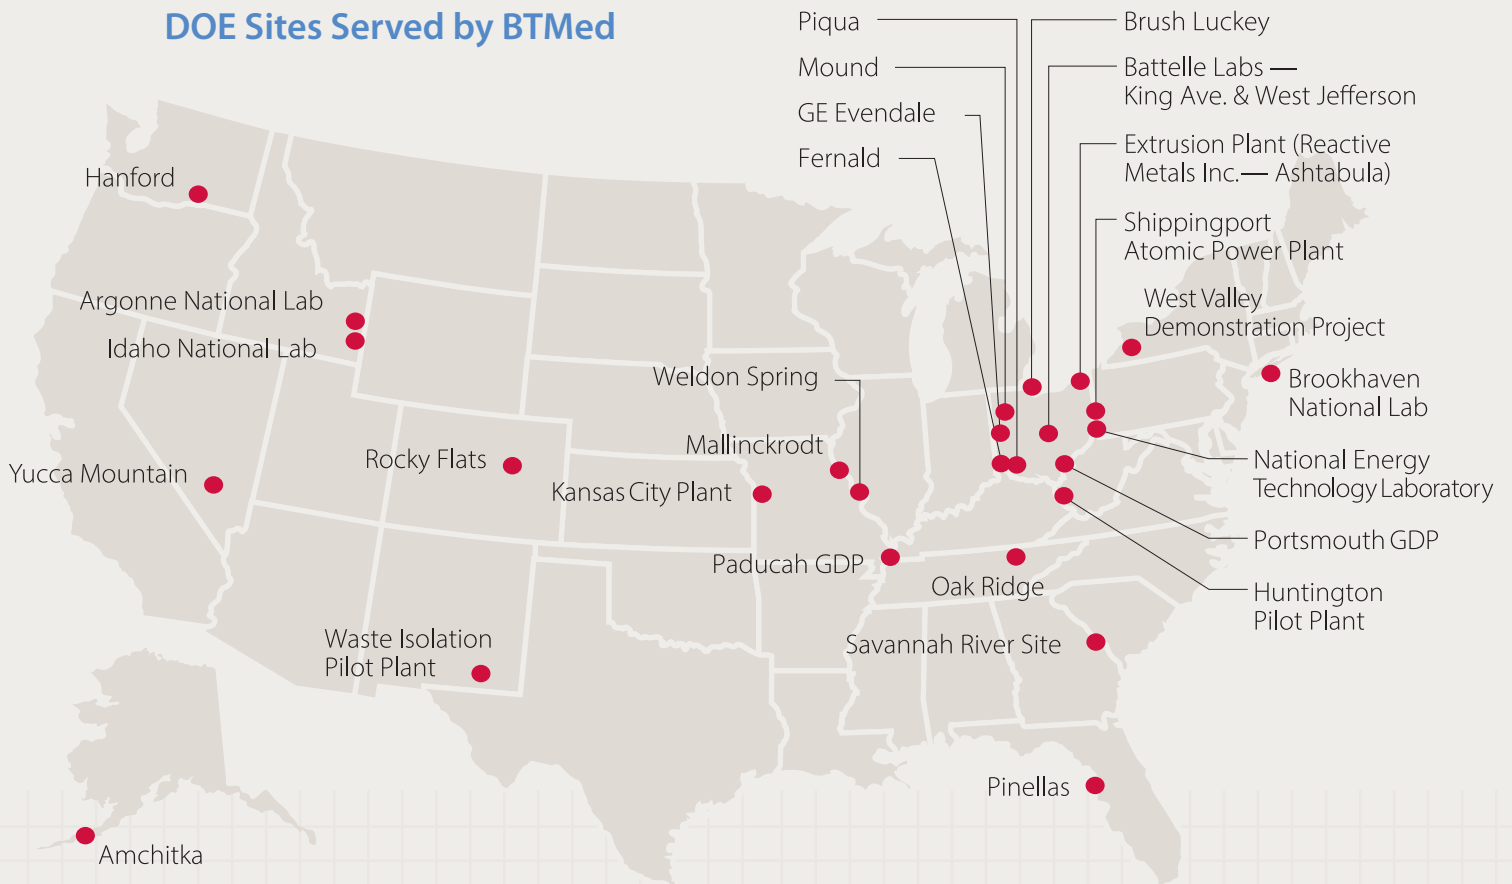 DOE Sites Served by BTMed
Piqua
Mound
GE Evendale
Fernald
Brush Luckey
Battelle Labs —
King Ave. & West Jefferson
Extrusion Plant (Reactive
Metals Inc.— Ashtabula)
Shippingport
Atomic Power Plant
West Valley
Demonstration Project
Brookhaven
National Lab
Hanford
Argonne National Lab
Idaho National Lab
Weldon Spring
Mallinckrodt
Rocky Flats
Kansas City Plant
Yucca Mountain
National Energy
Technology Laboratory
Portsmouth GDP
Paducah GDP
Oak Ridge
Huntington
Pilot Plant
Waste Isolation
Pilot Plant
Savannah River Site
Pinellas
Amchitka